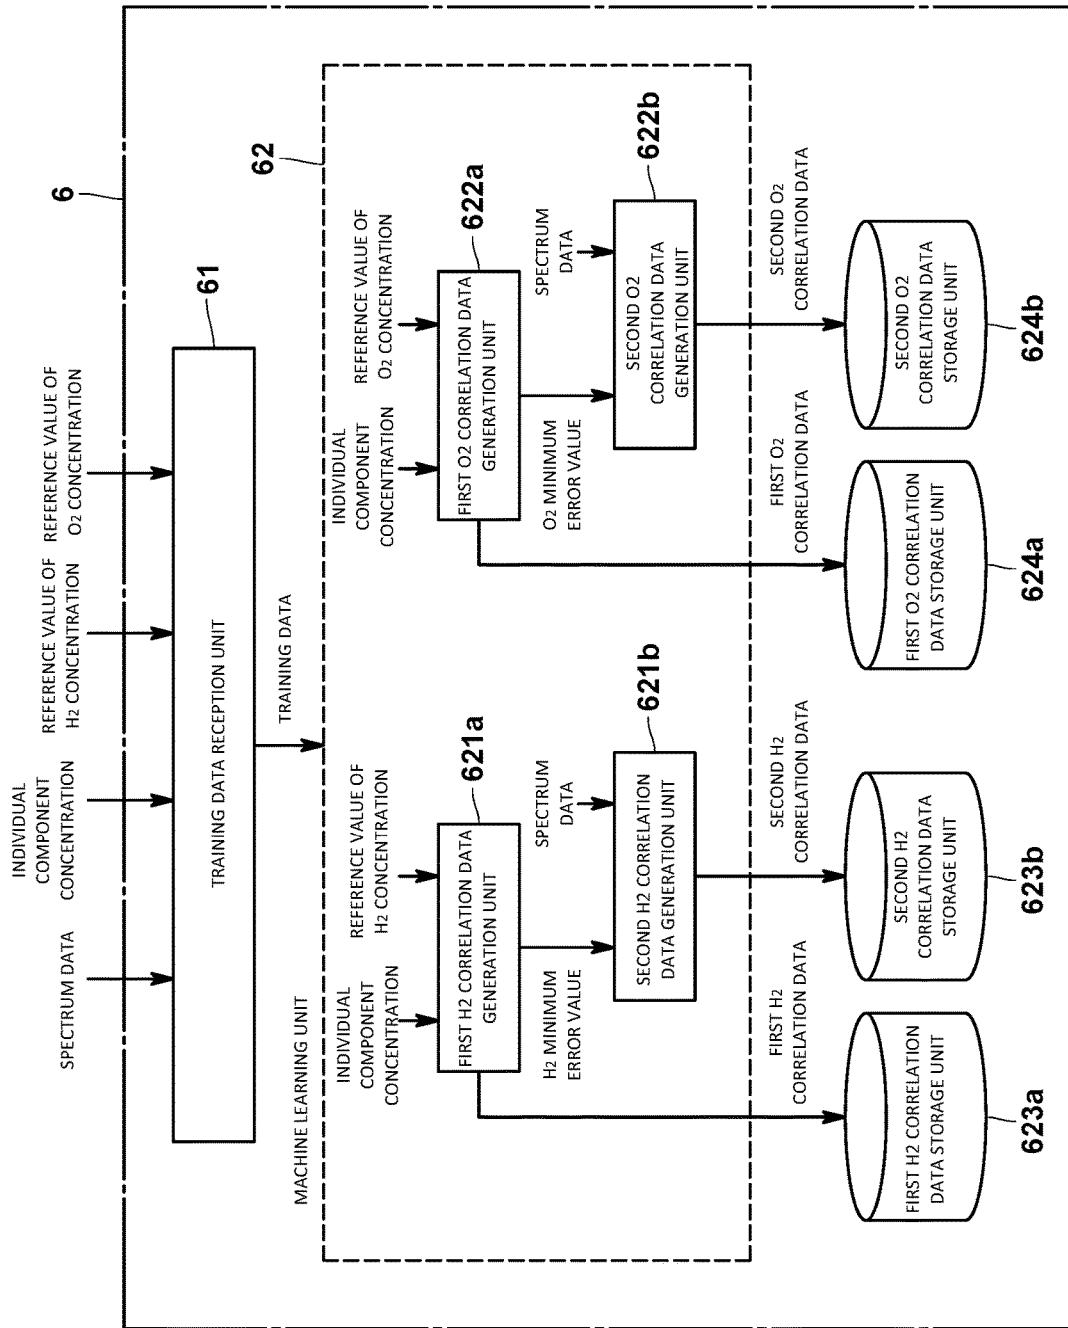 6
SPECTRUM DATA
INDIVIDUAL
COMPONENT
CONCENTRATION
REFERENCE VALUE OF
H2 CONCENTRATION
REFERENCE VALUE OF
O2 CONCENTRATION
61
TRAINING DATA RECEPTION UNIT
TRAINING DATA
62
MACHINE LEARNING UNIT
INDIVIDUAL
COMPONENT
CONCENTRATION
REFERENCE VALUE OF
H2 CONCENTRATION
621a
FIRST H2 CORRELATION DATA
GENERATION UNIT
H2 MINIMUM
ERROR VALUE
SPECTRUM
DATA
621b
SECOND H2 CORRELATION
DATA GENERATION UNIT
INDIVIDUAL
COMPONENT
CONCENTRATION
REFERENCE VALUE OF
O2 CONCENTRATION
622a
FIRST O2 CORRELATION DATA
GENERATION UNIT
O2 MINIMUM
ERROR VALUE
SPECTRUM
DATA
622b
SECOND O2
CORRELATION DATA
GENERATION UNIT
FIRST H2
CORRELATION DATA
SECOND H2
CORRELATION DATA
FIRST O2
CORRELATION DATA
SECOND O2
CORRELATION DATA
FIRST H2 CORRELATION
DATA STORAGE UNIT
623a
SECOND H2
CORRELATION DATA
STORAGE UNIT
623b
FIRST O2 CORRELATION
DATA STORAGE UNIT
624a
SECOND O2
CORRELATION DATA
STORAGE UNIT
624b